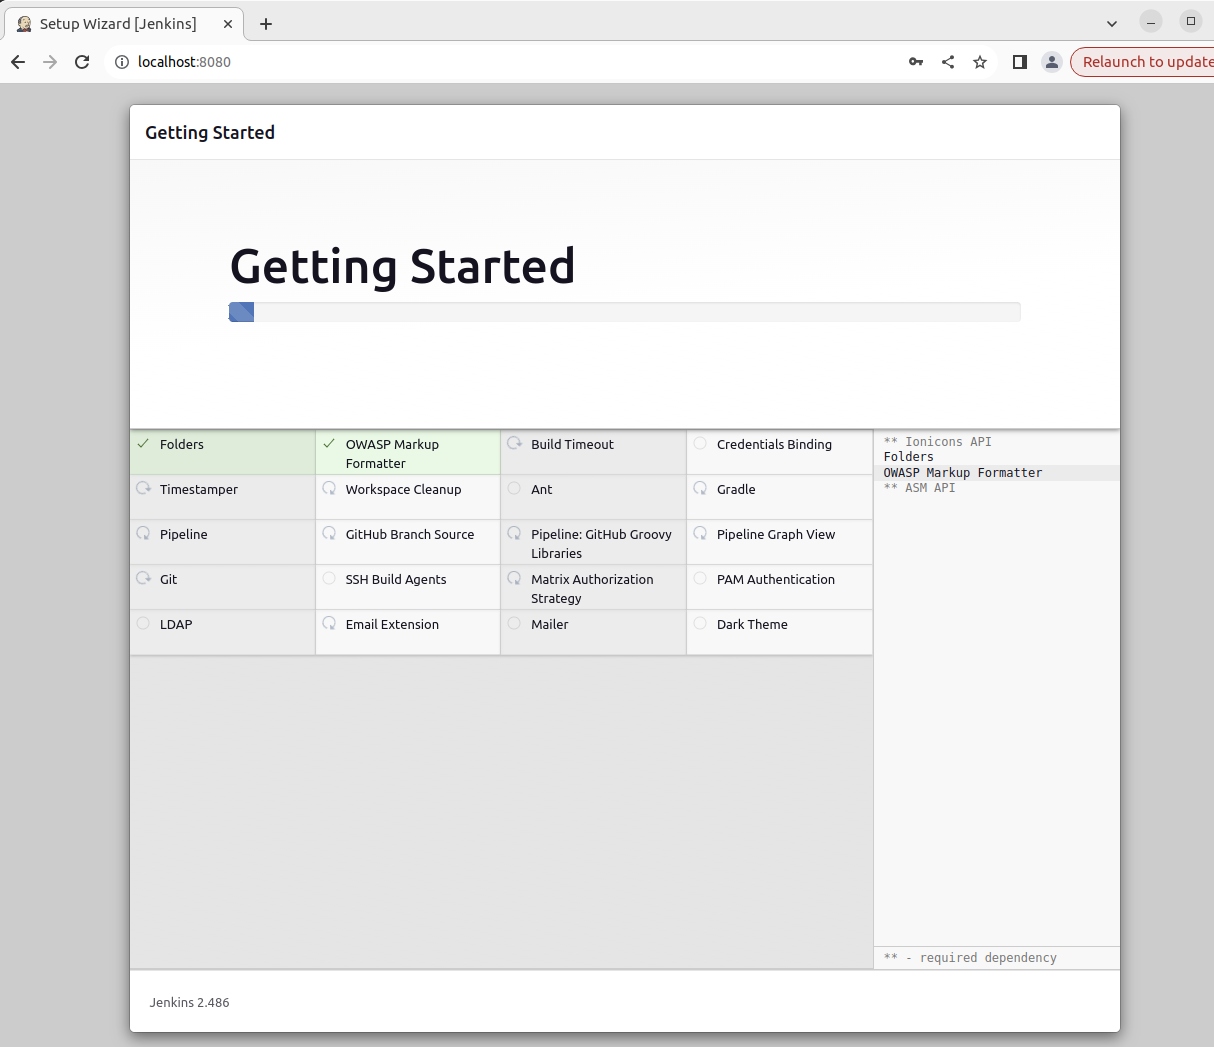 Setup Wizard [Jenkins]
localhost:8080
Relaunch to update
Getting Started
Getting Started
Folders
OWASP Markup
Formatter
Build Timeout
Credentials Binding
Timestamper
Workspace Cleanup
Ant
Gradle
Pipeline
GitHub Branch Source
Pipeline: GitHub Groovy
Libraries
Pipeline Graph View
Git
SSH Build Agents
Matrix Authorization
Strategy
PAM Authentication
LDAP
Email Extension
Mailer
Dark Theme
** Ionicons API
Folders
OWASP Markup Formatter
** ASM API
** - required dependency
Jenkins 2.486